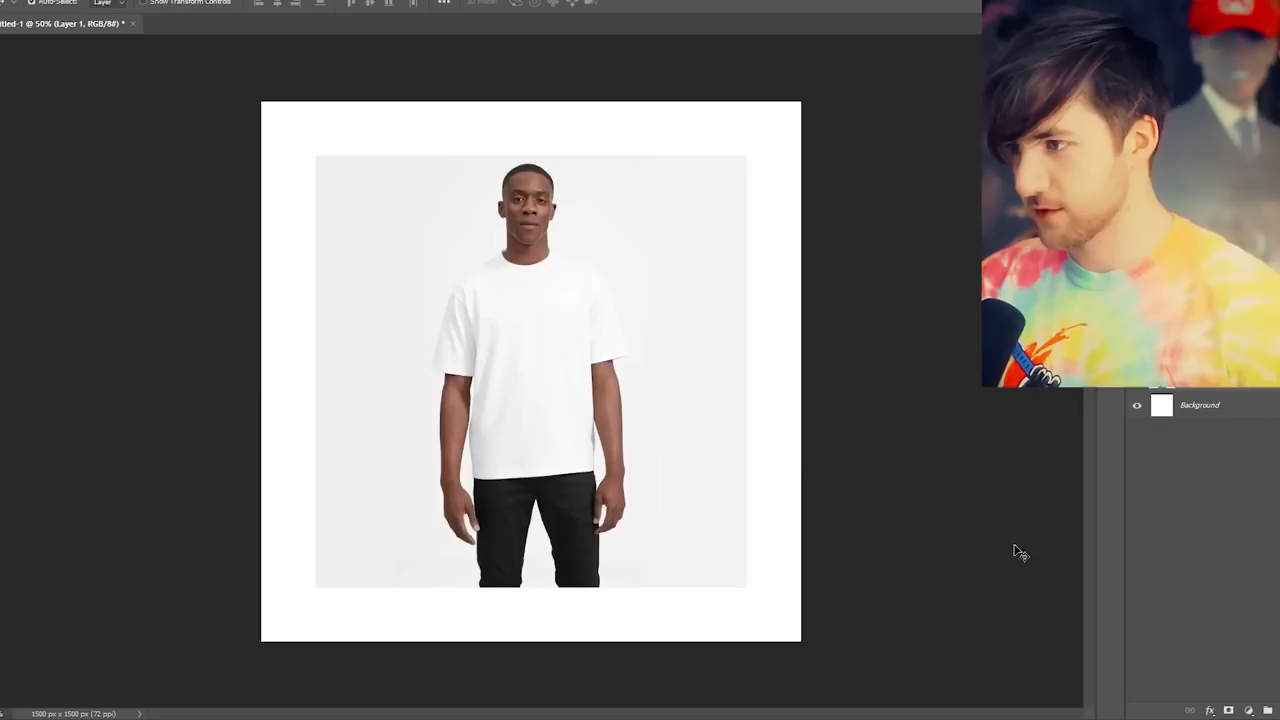 Auto-Select:
Layer
Show Transform Controls
itled-1 @ 50% (Layer 1, RGB/8#) *
Background
1500 px x 1500 px (72 ppi)